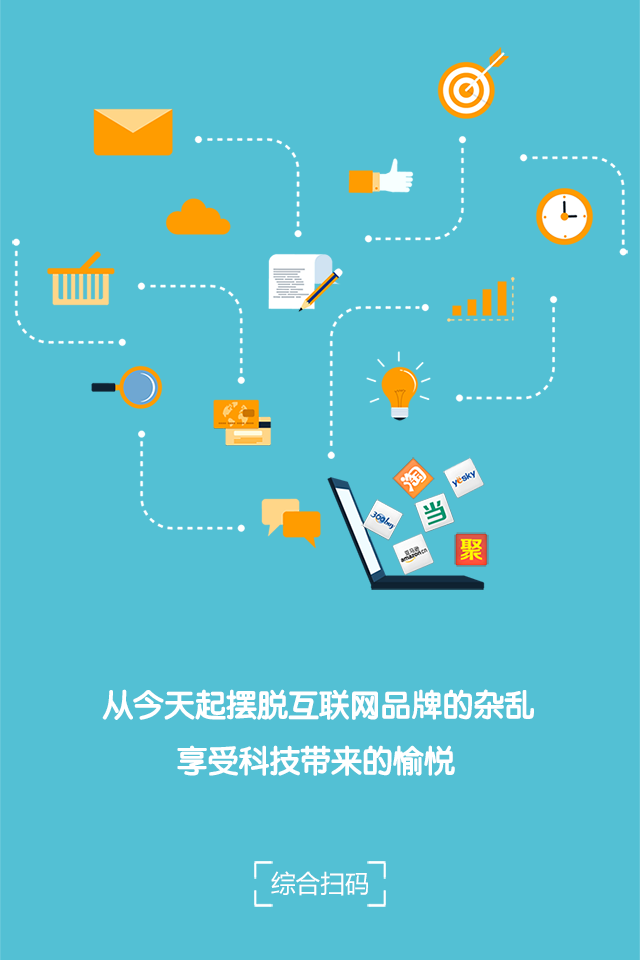 淘
yesky
360buy
当
亚马逊
amazon.cn
聚
从今天起摆脱互联网品牌的杂乱
享受科技带来的愉悦
综合扫码